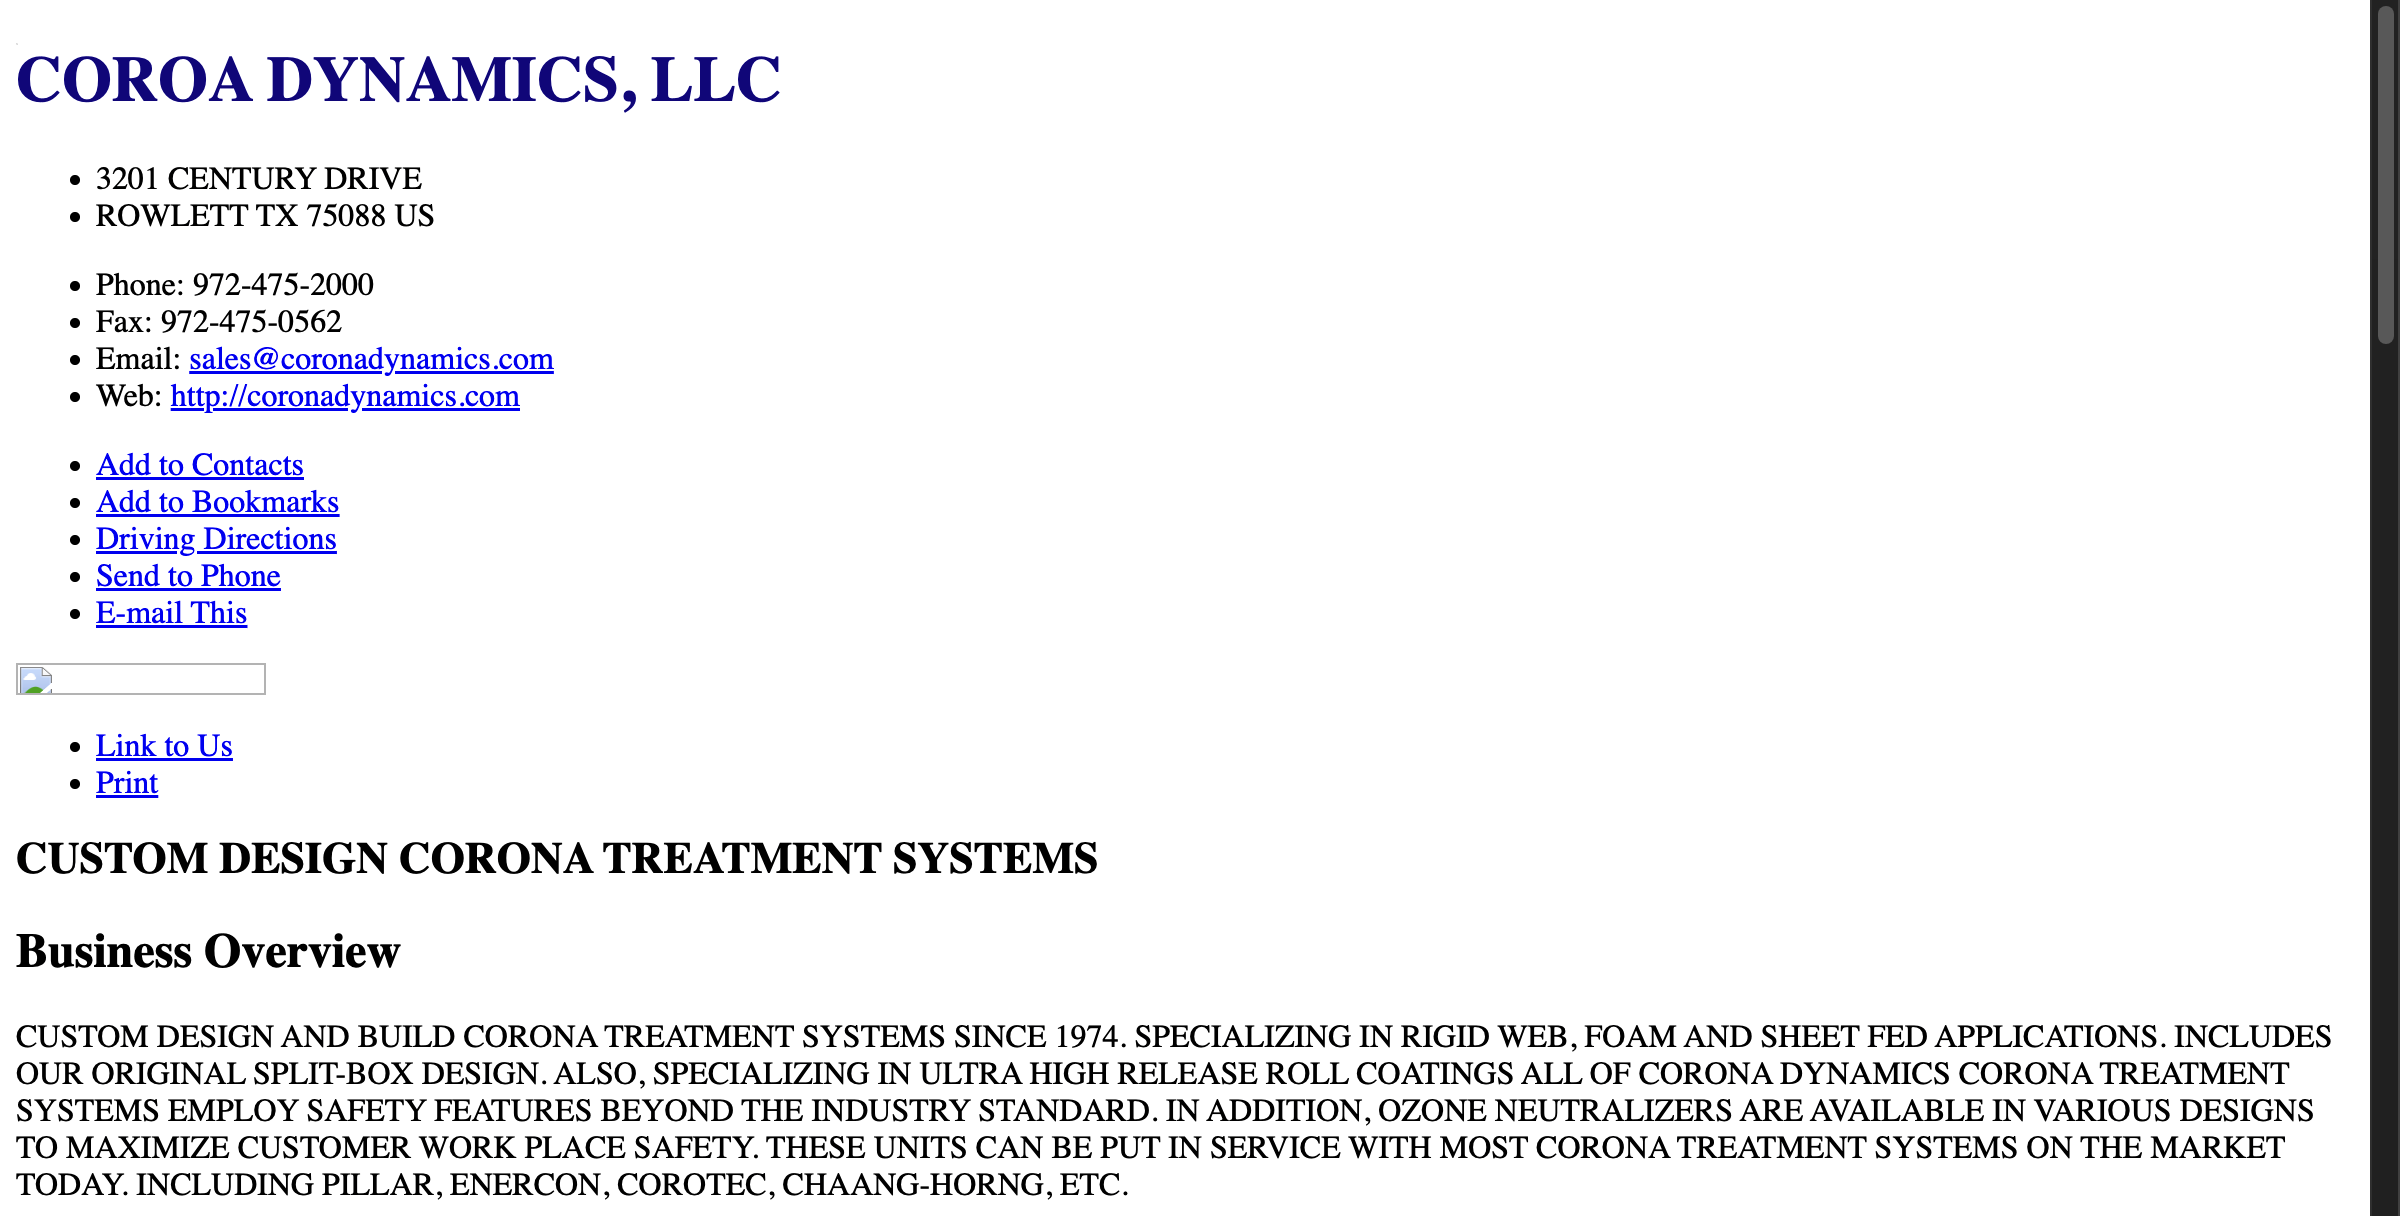 COROA DYNAMICS, LLC
3201 CENTURY DRIVE
ROWLETT TX 75088 US
Phone: 972-475-2000
Fax: 972-475-0562
Email: sales@coronadynamics.com
Web: http://coronadynamics.com
Add to Contacts
Add to Bookmarks
Driving Directions
Send to Phone
E-mail This
Link to Us
Print
CUSTOM DESIGN CORONA TREATMENT SYSTEMS
Business Overview
CUSTOM DESIGN AND BUILD CORONA TREATMENT SYSTEMS SINCE 1974. SPECIALIZING IN RIGID WEB, FOAM AND SHEET FED APPLICATIONS. INCLUDES
OUR ORIGINAL SPLIT-BOX DESIGN. ALSO, SPECIALIZING IN ULTRA HIGH RELEASE ROLL COATINGS ALL OF CORONA DYNAMICS CORONA TREATMENT
SYSTEMS EMPLOY SAFETY FEATURES BEYOND THE INDUSTRY STANDARD. IN ADDITION, OZONE NEUTRALIZERS ARE AVAILABLE IN VARIOUS DESIGNS
TO MAXIMIZE CUSTOMER WORK PLACE SAFETY. THESE UNITS CAN BE PUT IN SERVICE WITH MOST CORONA TREATMENT SYSTEMS ON THE MARKET
TODAY. INCLUDING PILLAR, ENERCON, COROTEC, CHAANG-HORNG, ETC.